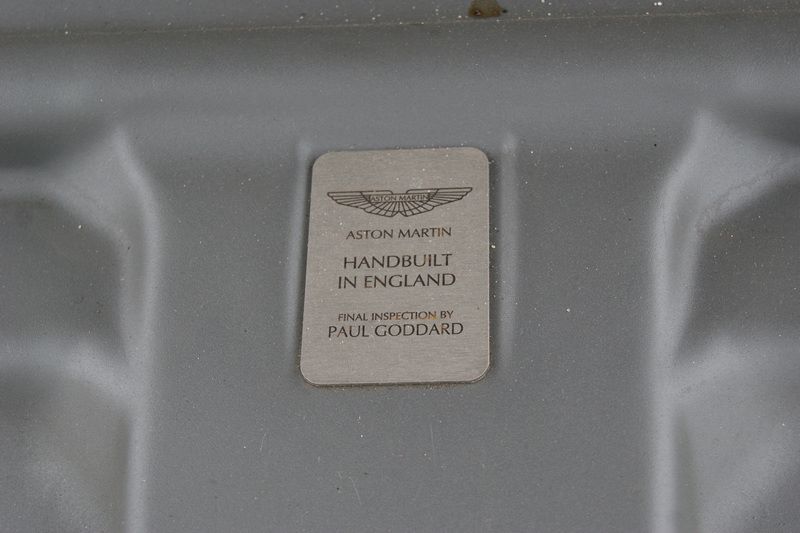 ASTON MARTIN
ASTON MARTIN
HANDBUILT
IN ENGLAND
FINAL INSPECTION BY
PAUL GODDARD